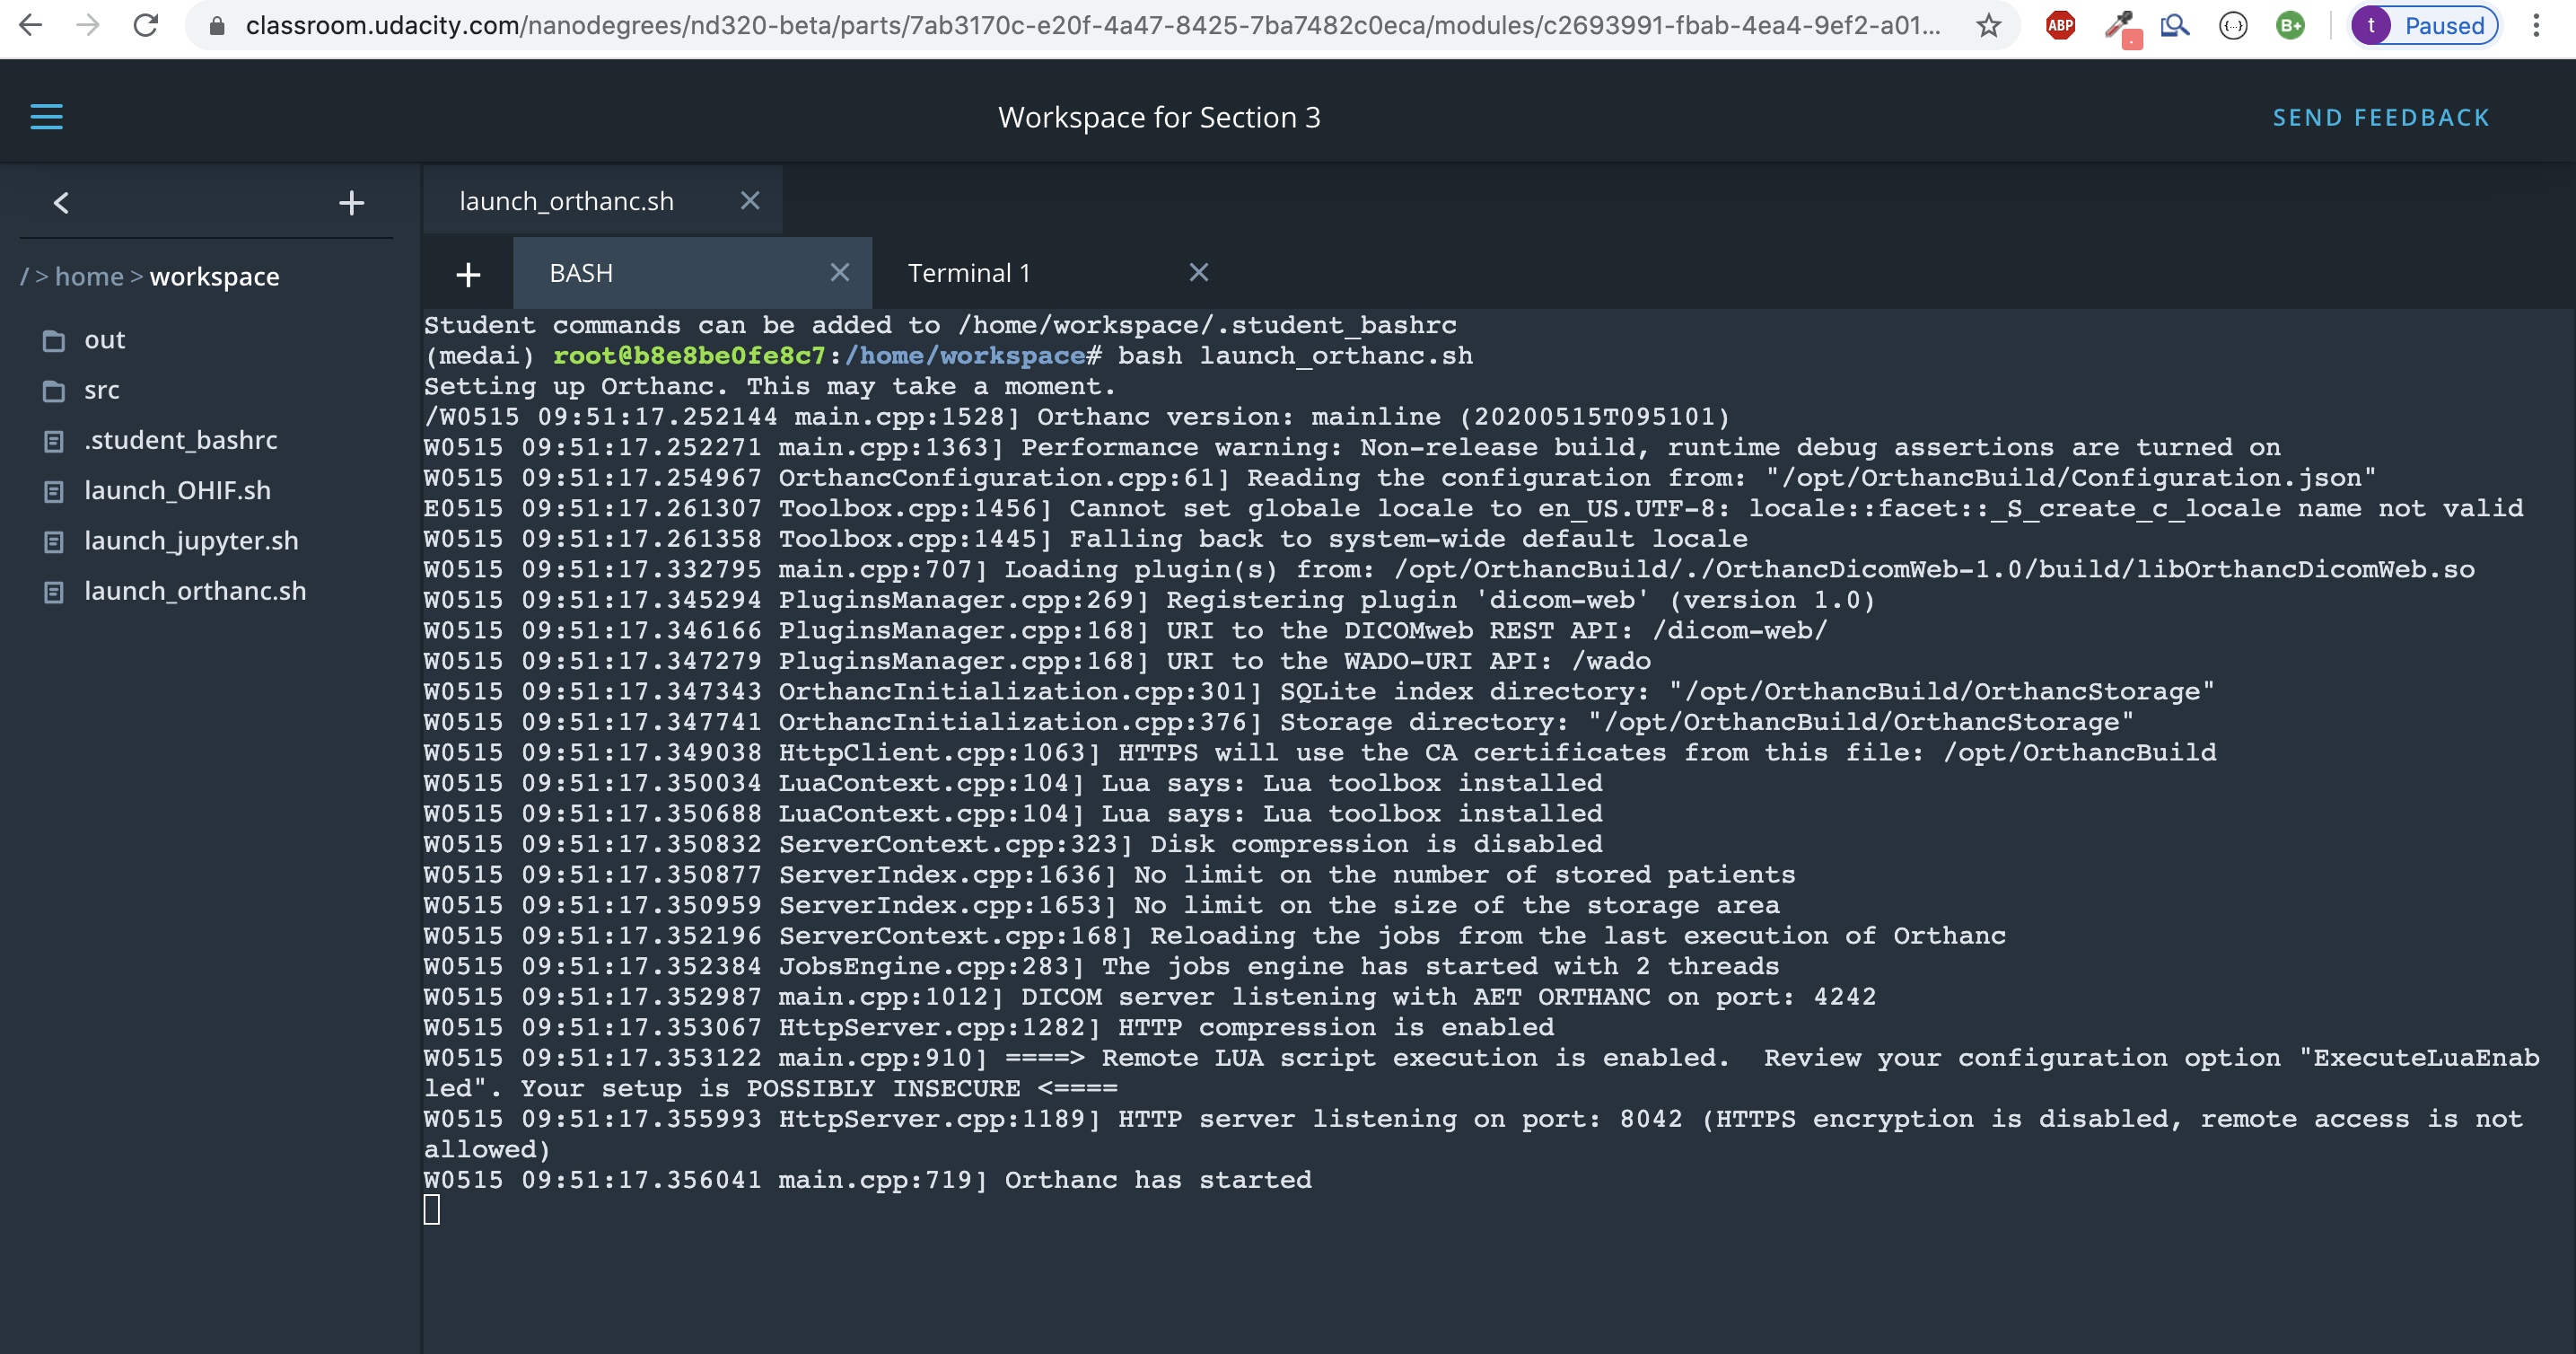 classroom.udacity.com/nanodegrees/nd320-beta/parts/7ab3170c-e20f-4a47-8425-7ba7482c0eca/modules/c2693991-fbab-4ea4-9ef2-a01...
ABP
{...}
B+
t
Paused
Workspace for Section 3
SEND FEEDBACK
launch_orthanc.sh
BASH
Terminal 1
/ > home > workspace
out
src
.student_bashrc
launch_OHIF.sh
launch_jupyter.sh
launch_orthanc.sh
Student commands can be added to /home/workspace/.student_bashrc
(medai) root@b8e8be0fe8c7:/home/workspace# bash launch_orthanc.sh
Setting up Orthanc. This may take a moment.
/W0515 09:51:17.252144 main.cpp:1528] Orthanc version: mainline (20200515T095101)
W0515 09:51:17.252271 main.cpp:1363] Performance warning: Non-release build, runtime debug assertions are turned on
W0515 09:51:17.254967 OrthancConfiguration.cpp:61] Reading the configuration from: "/opt/OrthancBuild/Configuration.json"
E0515 09:51:17.261307 Toolbox.cpp:1456] Cannot set globale locale to en_US.UTF-8: locale::facet::_S_create_c_locale name not valid
W0515 09:51:17.261358 Toolbox.cpp:1445] Falling back to system-wide default locale
W0515 09:51:17.332795 main.cpp:707] Loading plugin(s) from: /opt/OrthancBuild/./OrthancDicomWeb-1.0/build/libOrthancDicomWeb.so
W0515 09:51:17.345294 PluginsManager.cpp:269] Registering plugin 'dicom-web' (version 1.0)
W0515 09:51:17.346166 PluginsManager.cpp:168] URI to the DICOMweb REST API: /dicom-web/
W0515 09:51:17.347279 PluginsManager.cpp:168] URI to the WADO-URI API: /wado
W0515 09:51:17.347343 OrthancInitialization.cpp:301] SQLite index directory: "/opt/OrthancBuild/OrthancStorage"
W0515 09:51:17.347741 OrthancInitialization.cpp:376] Storage directory: "/opt/OrthancBuild/OrthancStorage"
W0515 09:51:17.349038 HttpClient.cpp:1063] HTTPS will use the CA certificates from this file: /opt/OrthancBuild
W0515 09:51:17.350034 LuaContext.cpp:104] Lua says: Lua toolbox installed
W0515 09:51:17.350688 LuaContext.cpp:104] Lua says: Lua toolbox installed
W0515 09:51:17.350832 ServerContext.cpp:323] Disk compression is disabled
W0515 09:51:17.350877 ServerIndex.cpp:1636] No limit on the number of stored patients
W0515 09:51:17.350959 ServerIndex.cpp:1653] No limit on the size of the storage area
W0515 09:51:17.352196 ServerContext.cpp:168] Reloading the jobs from the last execution of Orthanc
W0515 09:51:17.352384 JobsEngine.cpp:283] The jobs engine has started with 2 threads
W0515 09:51:17.352987 main.cpp:1012] DICOM server listening with AET ORTHANC on port: 4242
W0515 09:51:17.353067 HttpServer.cpp:1282] HTTP compression is enabled
W0515 09:51:17.353122 main.cpp:910] ====> Remote LUA script execution is enabled.  Review your configuration option "ExecuteLuaEnab
led". Your setup is POSSIBLY INSECURE <====
W0515 09:51:17.355993 HttpServer.cpp:1189] HTTP server listening on port: 8042 (HTTPS encryption is disabled, remote access is not
allowed)
W0515 09:51:17.356041 main.cpp:719] Orthanc has started